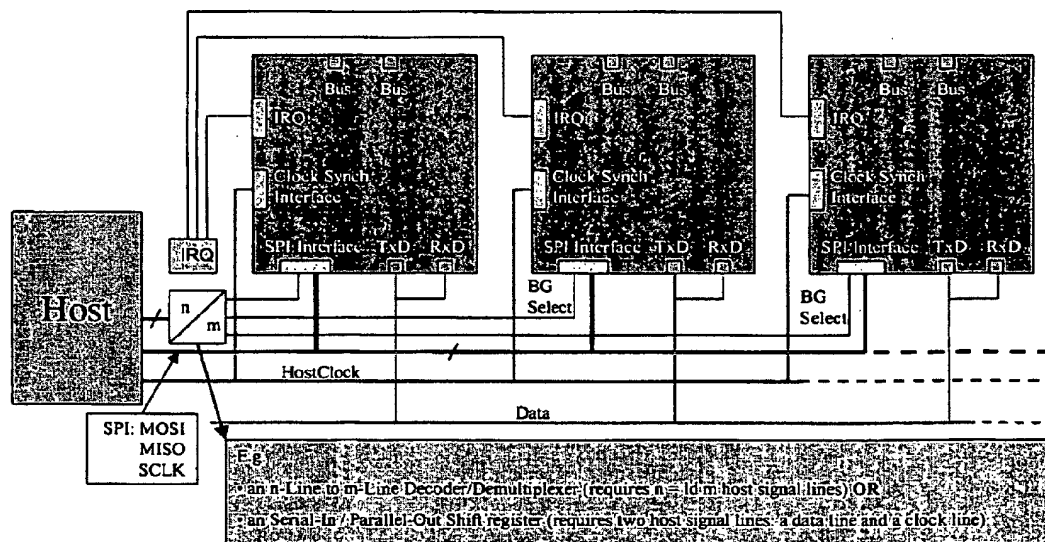 Bus Bus
IRQ
Clock Synch
Interface
SPI Interface TxD RxD
Bus Bus
IRQ
Clock Synch
Interface
SPI Interface TxD RxD
Bus Bus
IRQ
Clock Synch
Interface
SPI Interface TxD RxD
IRQ
Host
n
m
BG
Select
BG
Select
HostClock
Data
SPI: MOSI
MISO
SCLK
E.g
• an n-Line to m-Line Decoder/Demultiplexer (requires n = ld m host signal lines) OR
• an Serial-In / Parallel-Out Shift register (requires two host signal lines: a data line and a clock line)